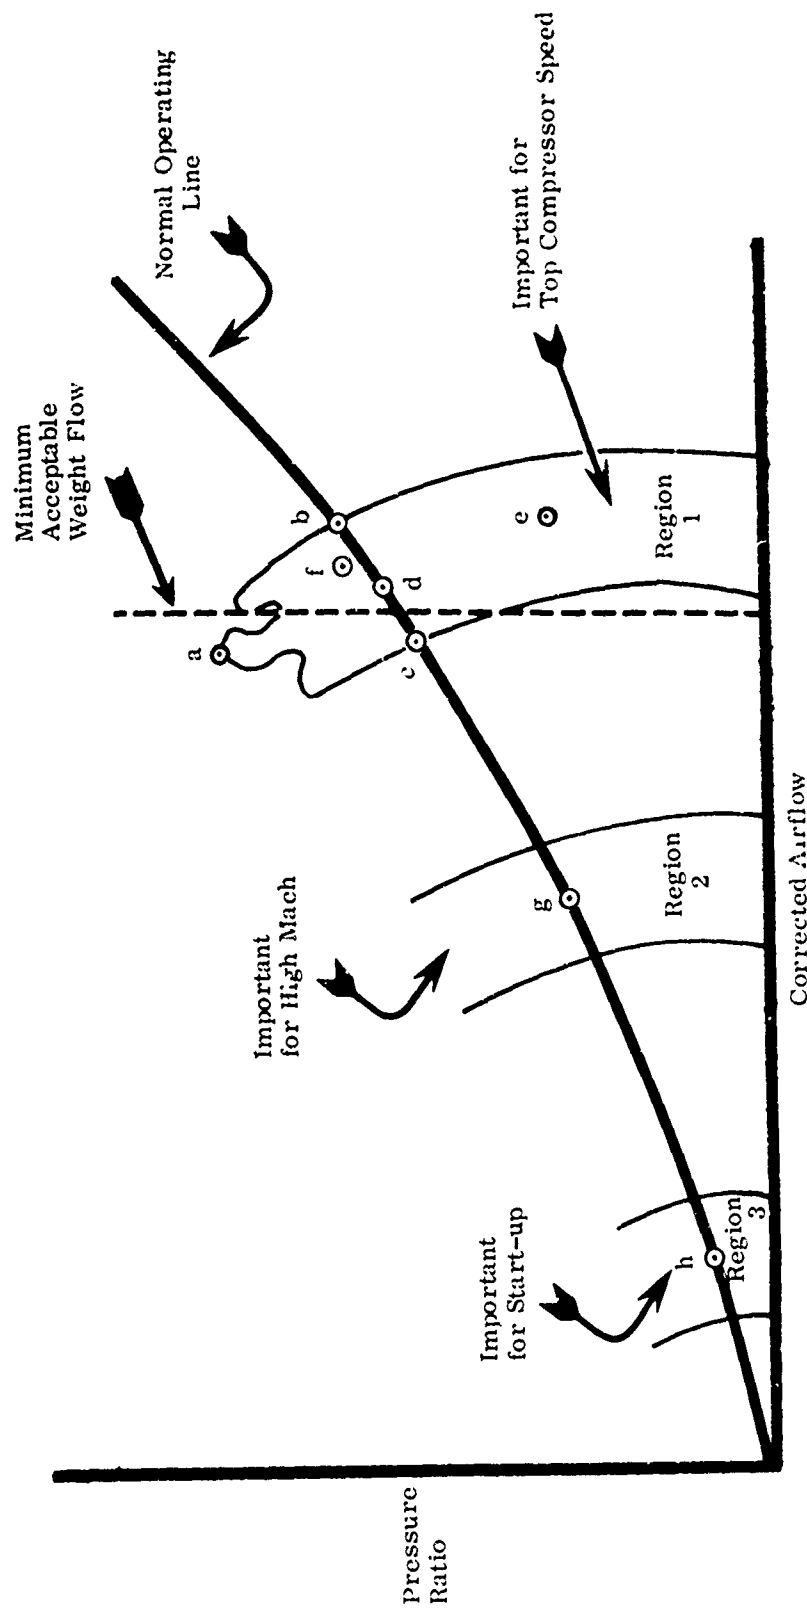 Minimum
Acceptable
Weight Flow
Normal Operating
Line
Important
for High Mach
Important
for Start-up
Important for
Top Compressor Speed
a
b
f
d
c
e
g
h
Region
1
Region
2
Region
3
Pressure
Ratio
Corrected Airflow